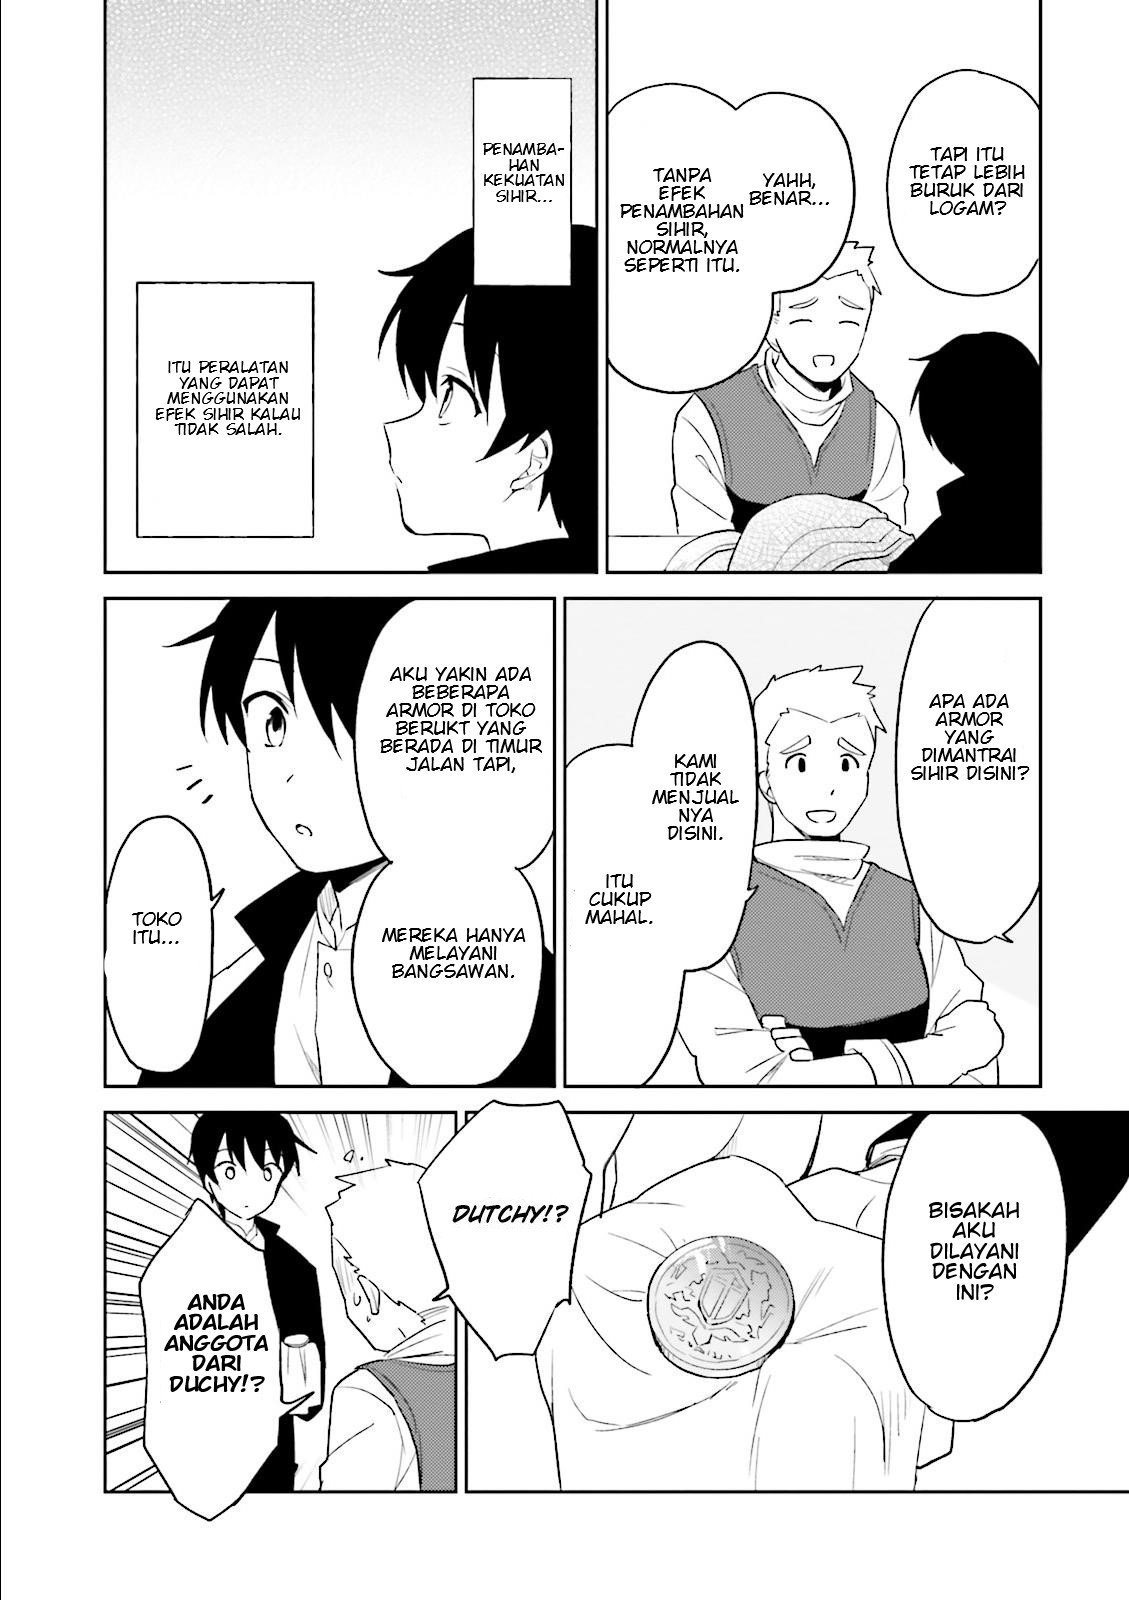 TAPI ITU
TETAP LEBIH
BURUK DARI
LOGAM?
YAHH,
BENAR...
TANPA
EFEK
PENAMBAHAN
SIHIR,
NORMALNYA
SEPERTI ITU.
PENAMBA-
HAN
KEKUATAN
SIHIR...
ITU PERALATAN
YANG DAPAT
MENGGUNAKAN
EFEK SIHIR KALAU
TIDAK SALAH.
APA ADA
ARMOR
YANG
DIMANTRAI
SIHIR DISINI?
KAMI
TIDAK
MENJUAL
NYA
DISINI.
ITU
CUKUP
MAHAL.
AKU YAKIN ADA
BEBERAPA
ARMOR DI TOKO
BERUKT YANG
BERADA DI TIMUR
JALAN TAPI,
MEREKA HANYA
MELAYANI
BANGSAWAN.
TOKO
ITU...
BISAKAH
AKU
DILAYANI
DENGAN
INI?
DUTCHY!?
ANDA
ADALAH
ANGGOTA
DARI
DUCHY!?